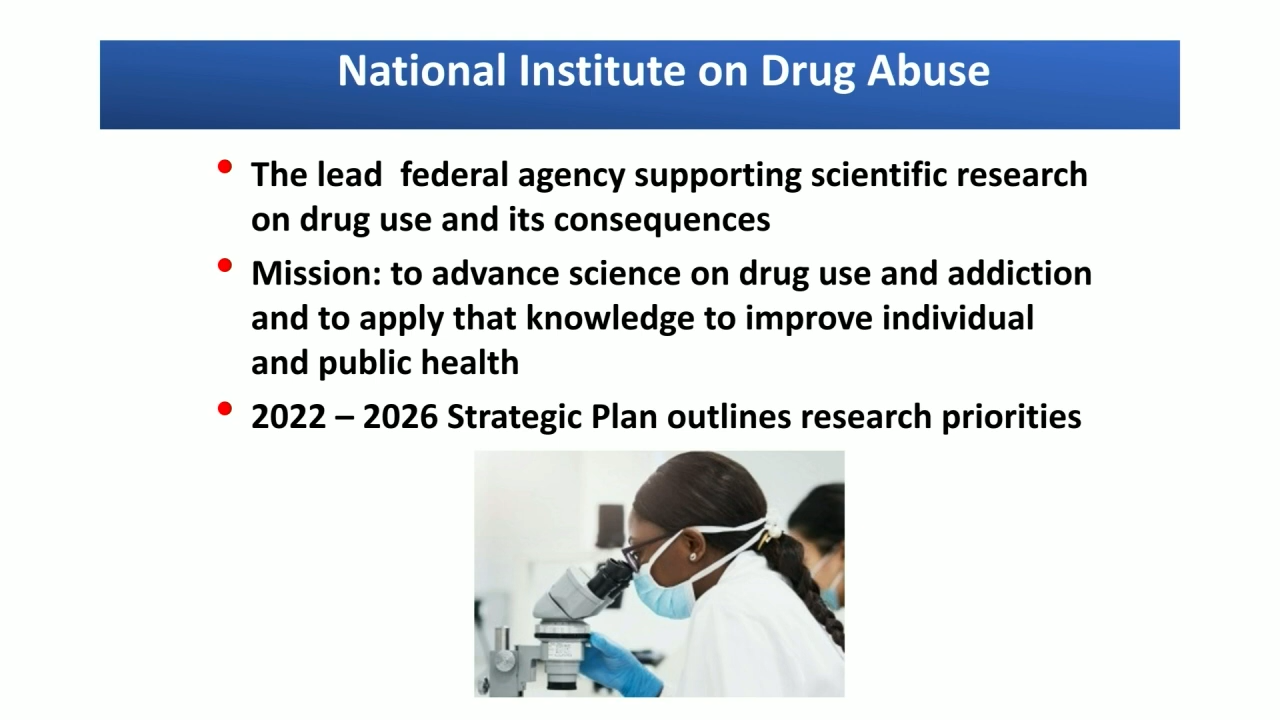 National Institute on Drug Abuse
• The lead  federal agency supporting scientific research
on drug use and its consequences
• Mission: to advance science on drug use and addiction
and to apply that knowledge to improve individual
and public health
• 2022 – 2026 Strategic Plan outlines research priorities